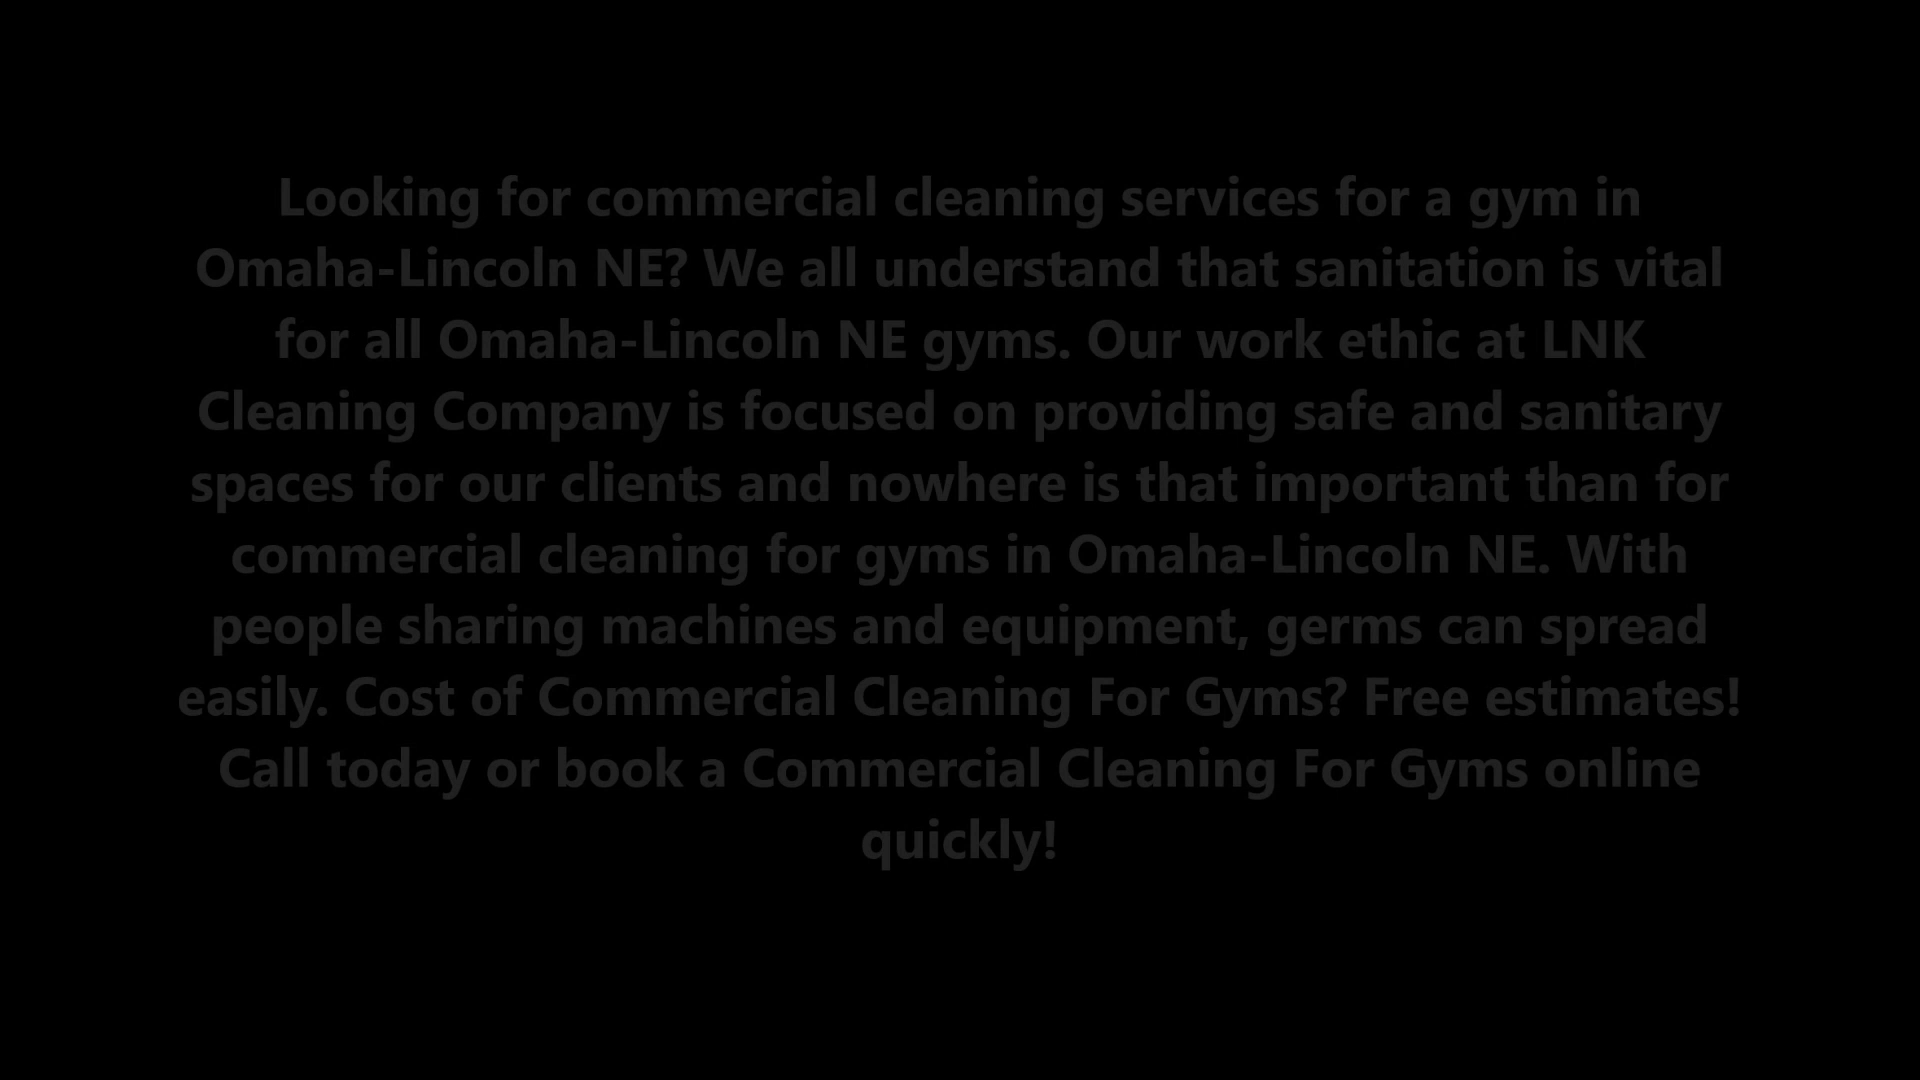 Looking for commercial cleaning services for a gym in
Omaha-Lincoln NE? We all understand that sanitation is vital
for all Omaha-Lincoln NE gyms. Our work ethic at LNK
Cleaning Company is focused on providing safe and sanitary
spaces for our clients and nowhere is that important than for
commercial cleaning for gyms in Omaha-Lincoln NE. With
people sharing machines and equipment, germs can spread
easily. Cost of Commercial Cleaning For Gyms? Free estimates!
Call today or book a Commercial Cleaning For Gyms online
quickly!